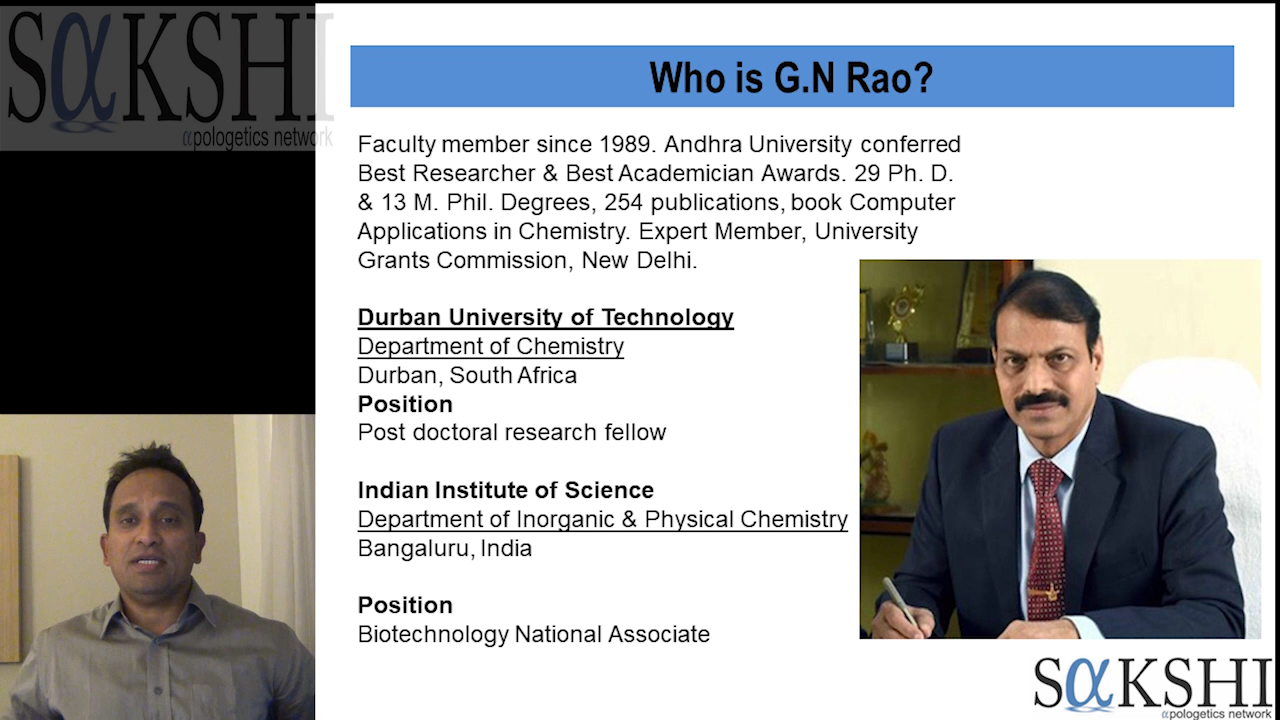 SαKSHI
αpologetics network
Who is G.N Rao?
Faculty member since 1989. Andhra University conferred
Best Researcher & Best Academician Awards. 29 Ph. D.
& 13 M. Phil. Degrees, 254 publications, book Computer
Applications in Chemistry. Expert Member, University
Grants Commission, New Delhi.
Durban University of Technology
Department of Chemistry
Durban, South Africa
Position
Post doctoral research fellow
Indian Institute of Science
Department of Inorganic & Physical Chemistry
Bangaluru, India
Position
Biotechnology National Associate
SαKSHI
αpologetics network